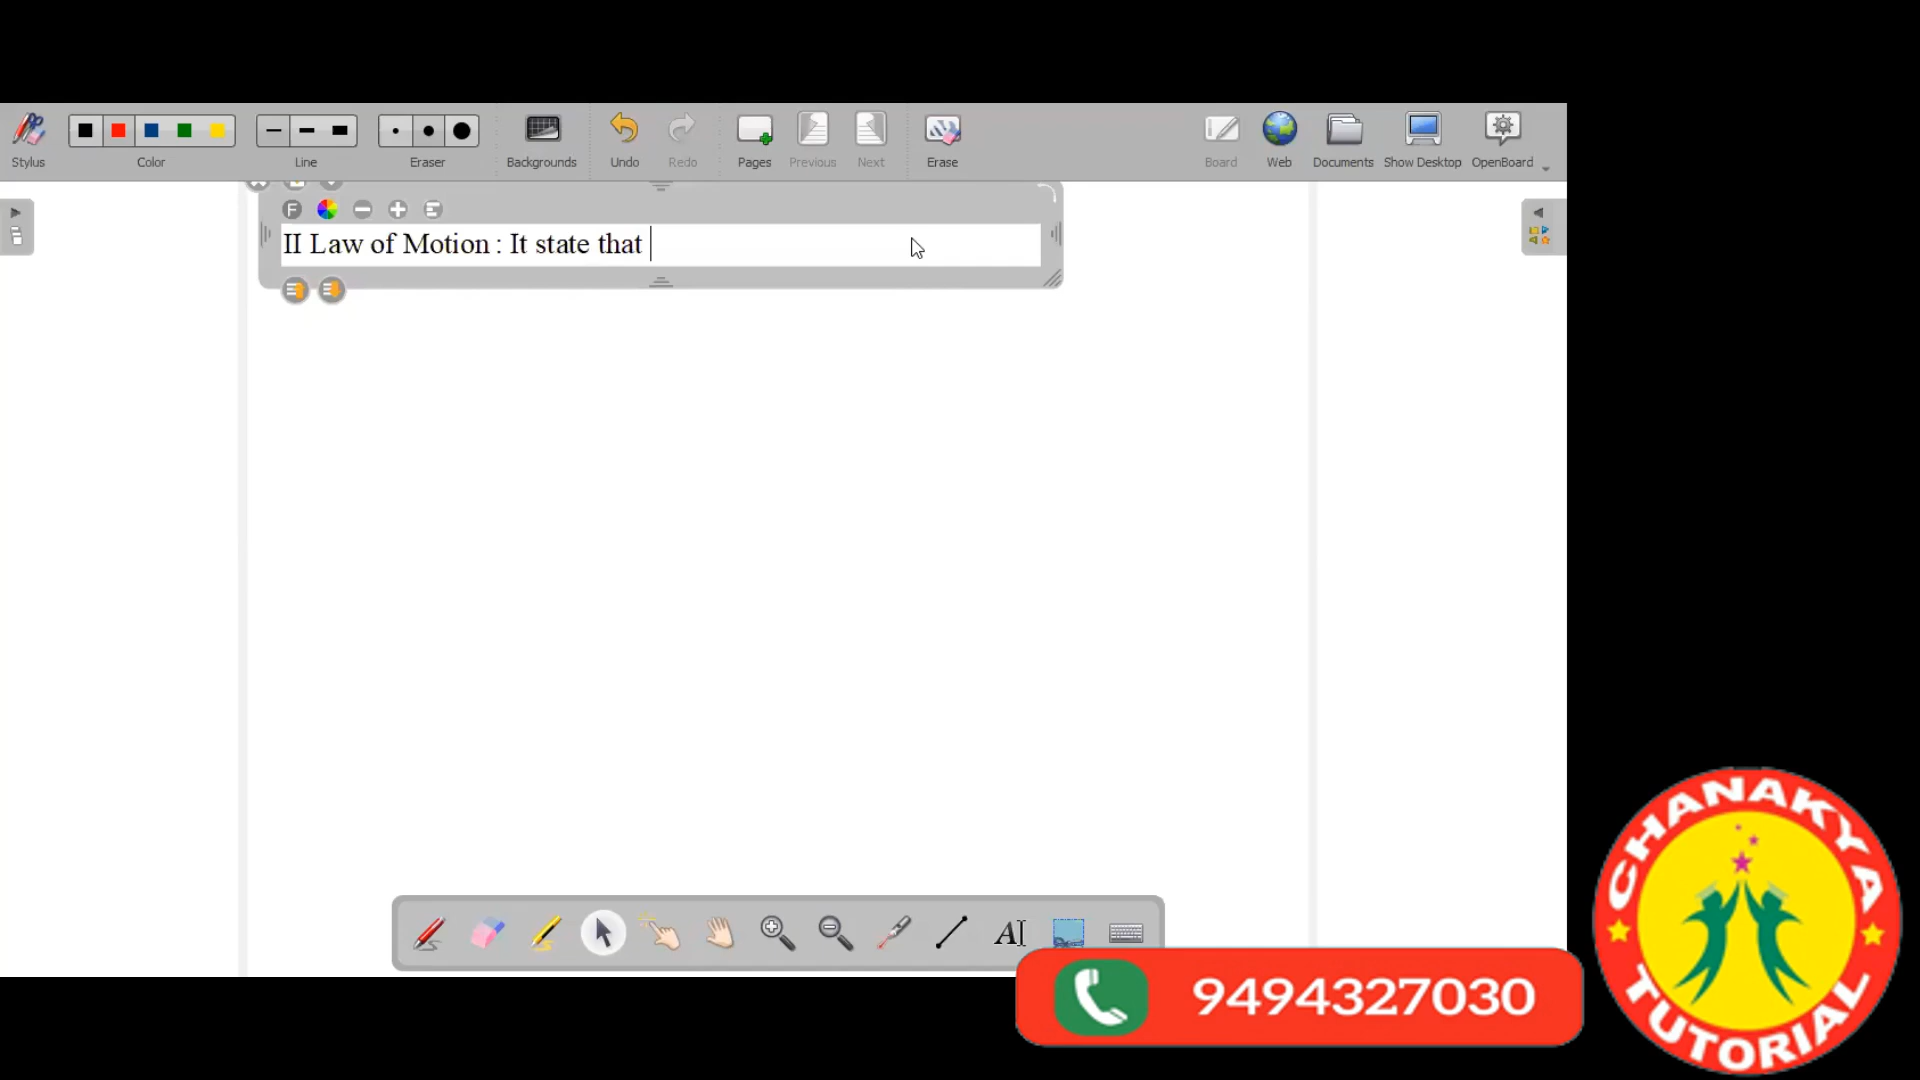 Stylus Color Line Eraser Backgrounds Undo Redo Pages Previous Next Erase Board Web Documents Show Desktop OpenBoard
F
II Law of Motion : It state that
AI
9494327030
CHANAKYA
TUTORIAL